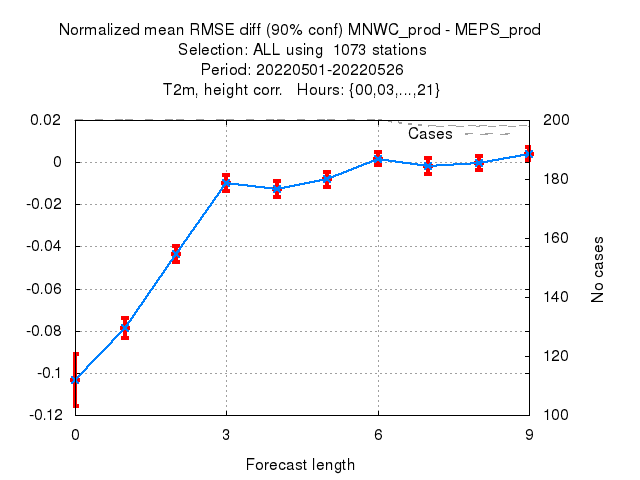 Normalized mean RMSE diff (90% conf) MNWC_prod - MEPS_prod
Selection: ALL using  1073 stations
Period: 20220501-20220526
T2m, height corr.   Hours: {00,03,...,21}
0.02
0
-0.02
-0.04
-0.06
-0.08
-0.1
-0.12
Cases
200
180
160
140
120
100
No cases
0
3
6
9
Forecast length